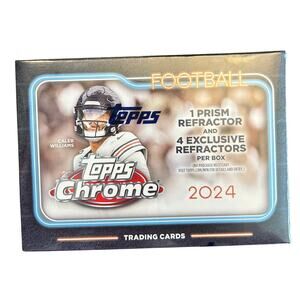 FOOTBALL
TOPPS
CALEB
WILLIAMS
1 PRISM
REFRACTOR
AND
4 EXCLUSIVE
REFRACTORS
PER BOX
TOPPS
Chrome
2024
TRADING CARDS